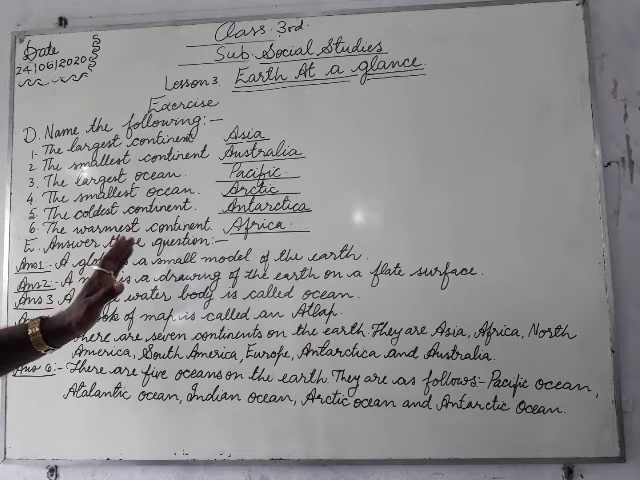 Class 3rd.
Date
24/06/2020
Sub. Social Studies
Lesson 3. Earth At a glance.
Exercise
D. Name the following:-
1. The largest continent Asia
2. The smallest continent Australia
3. The largest ocean. Pacific
4. The smallest ocean. Arctic
5. The coldest continent. Antarctica
6. The warmest continent. Africa.
E. Answer these question:-
Ans1:- A is a small model of the earth.
Ans2:- A is a drawing of the earth on a flate surface.
Ans 3 A water body is called ocean.
of map is called an Atlap.
There are seven continents on the earth. They are Asia, Africa, North
America, South America, Europe, Antarctica and Australia.
Ans 6:- There are five oceans on the earth. They are as follows:- Pacific ocean,
Atalantic ocean, Indian ocean, Arctic ocean and Antarctic Ocean.